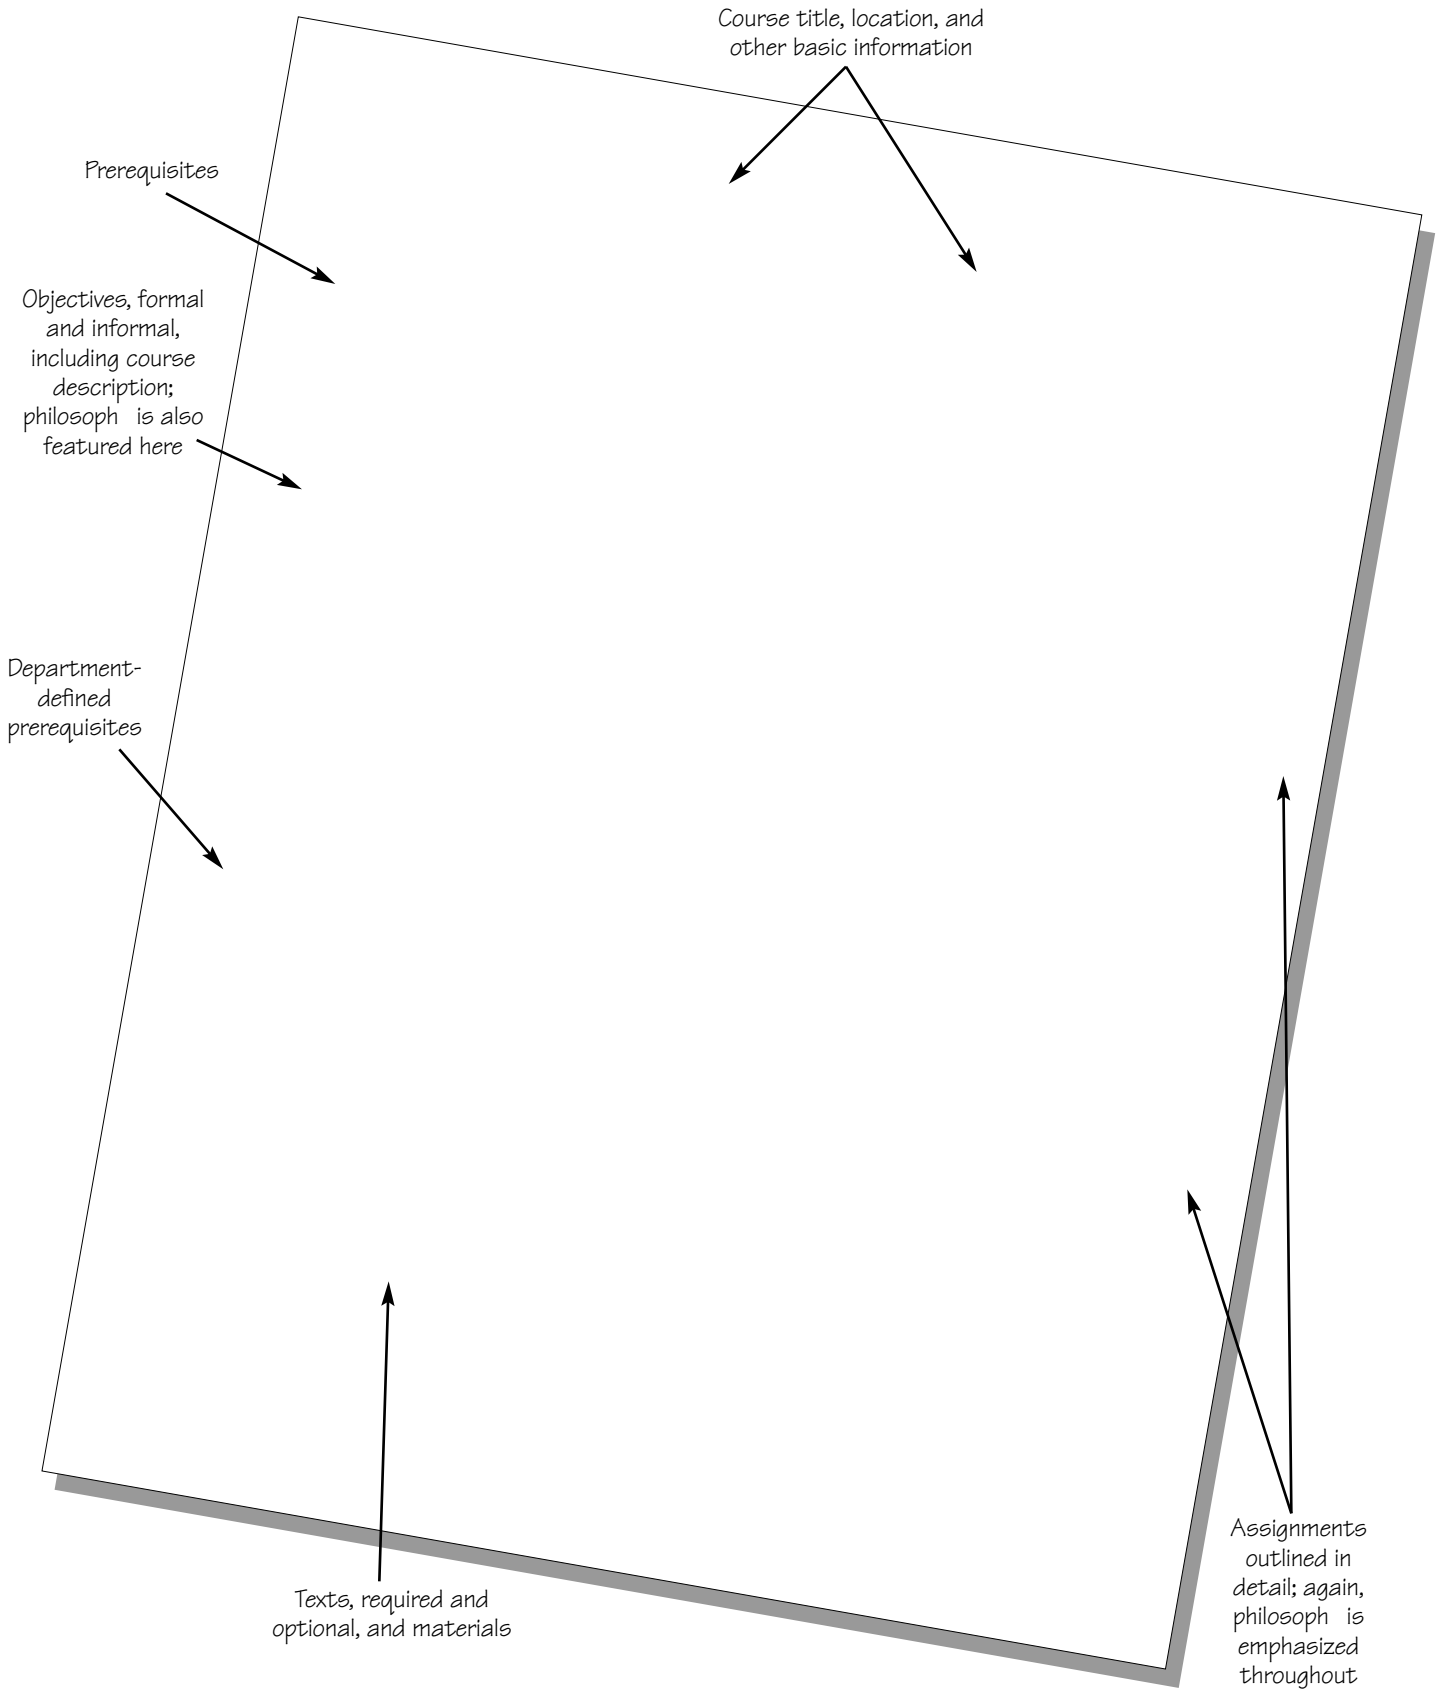 Course title, location, and
other basic information
Prerequisites
Objectives, formal
and informal,
including course
description;
philosoph is also
featured here
Department-
defined
prerequisites
Texts, required and
optional, and materials
Assignments
outlined in
detail; again,
philosoph is
emphasized
throughout